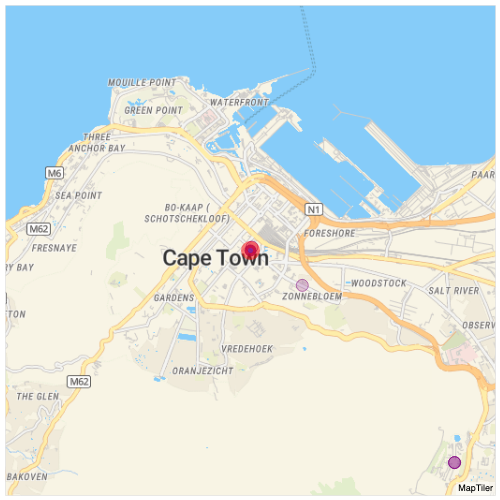 MOUILLE POINT
GREEN POINT
WATERFRONT
THREE
ANCHOR BAY
M6
PAAR
SEA POINT
BO-KAAP (
SCHOTSCHEKLOOF)
N1
M62
FORESHORE
FRESNAYE
Cape Town
RY BAY
WOODSTOCK
SALT RIVER
GARDENS
ZONNEBLOEM
TON
OBSERV
VREDEHOEK
ORANJEZICHT
M62
THE GLEN
BAKOVEN
MapTiler